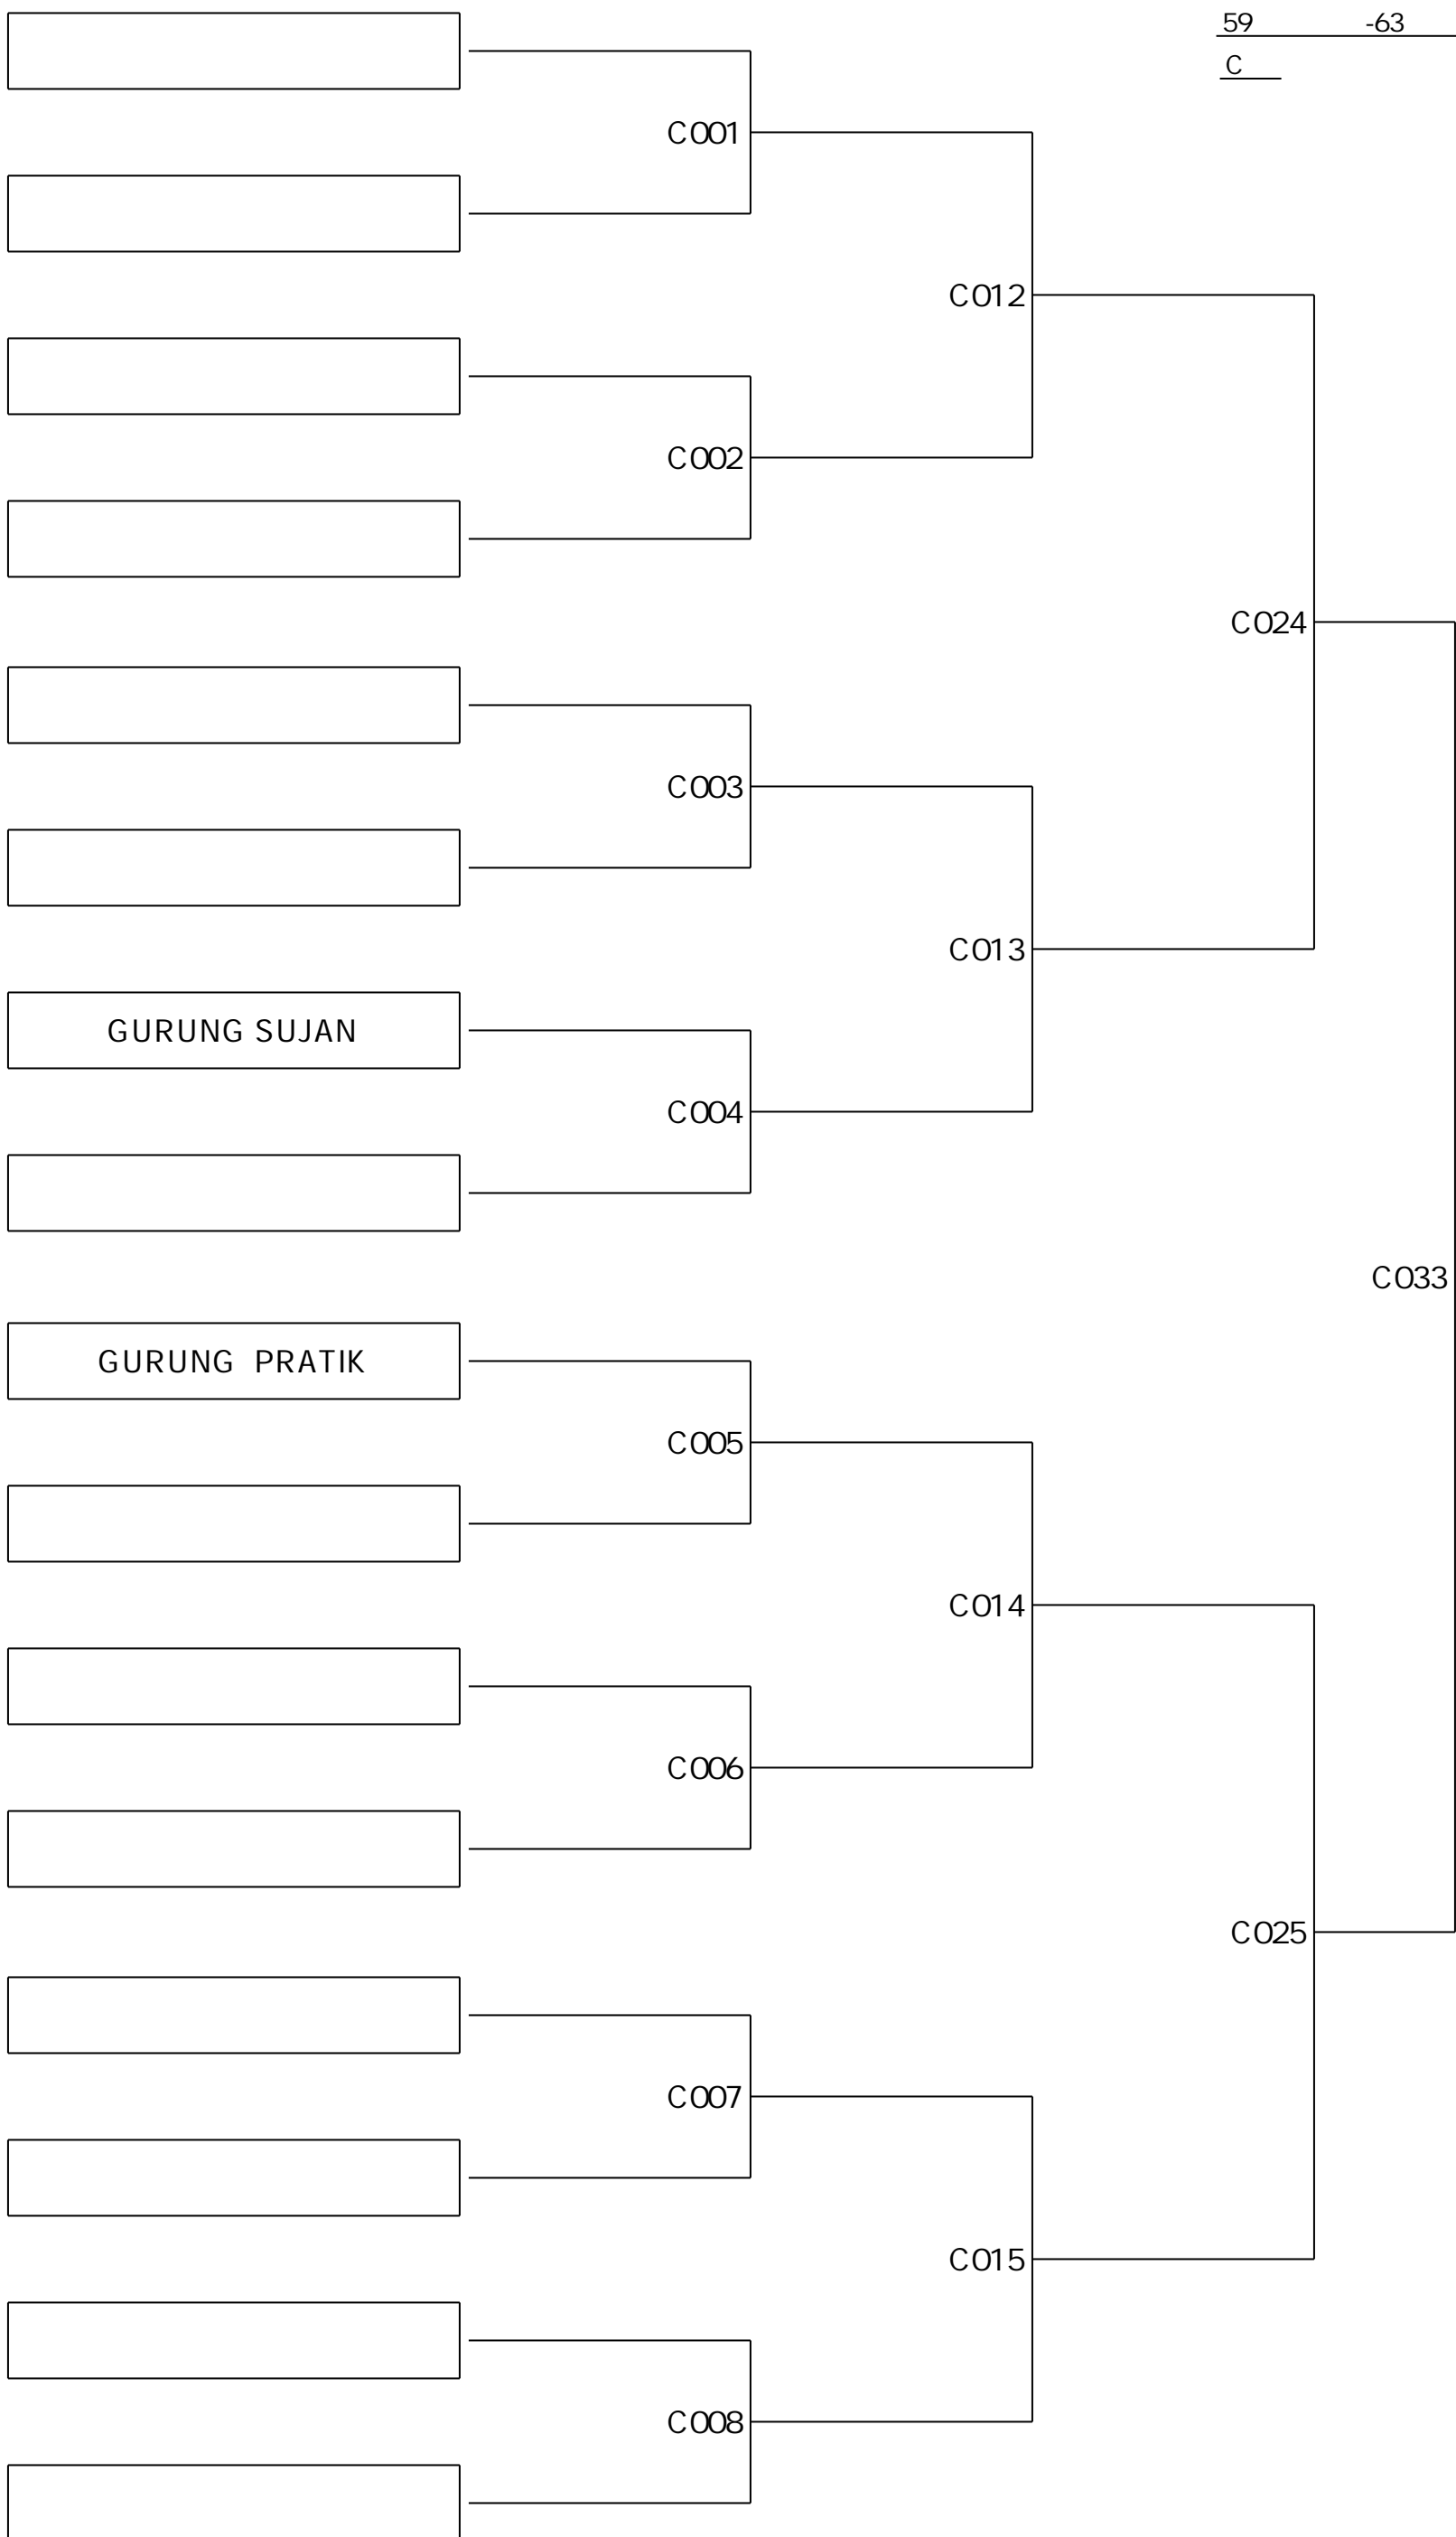 59 -63
C
C001
C012
C002
C024
C003
C013
GURUNG SUJAN
C004
C033
GURUNG PRATIK
C005
C014
C006
C025
C007
C015
C008